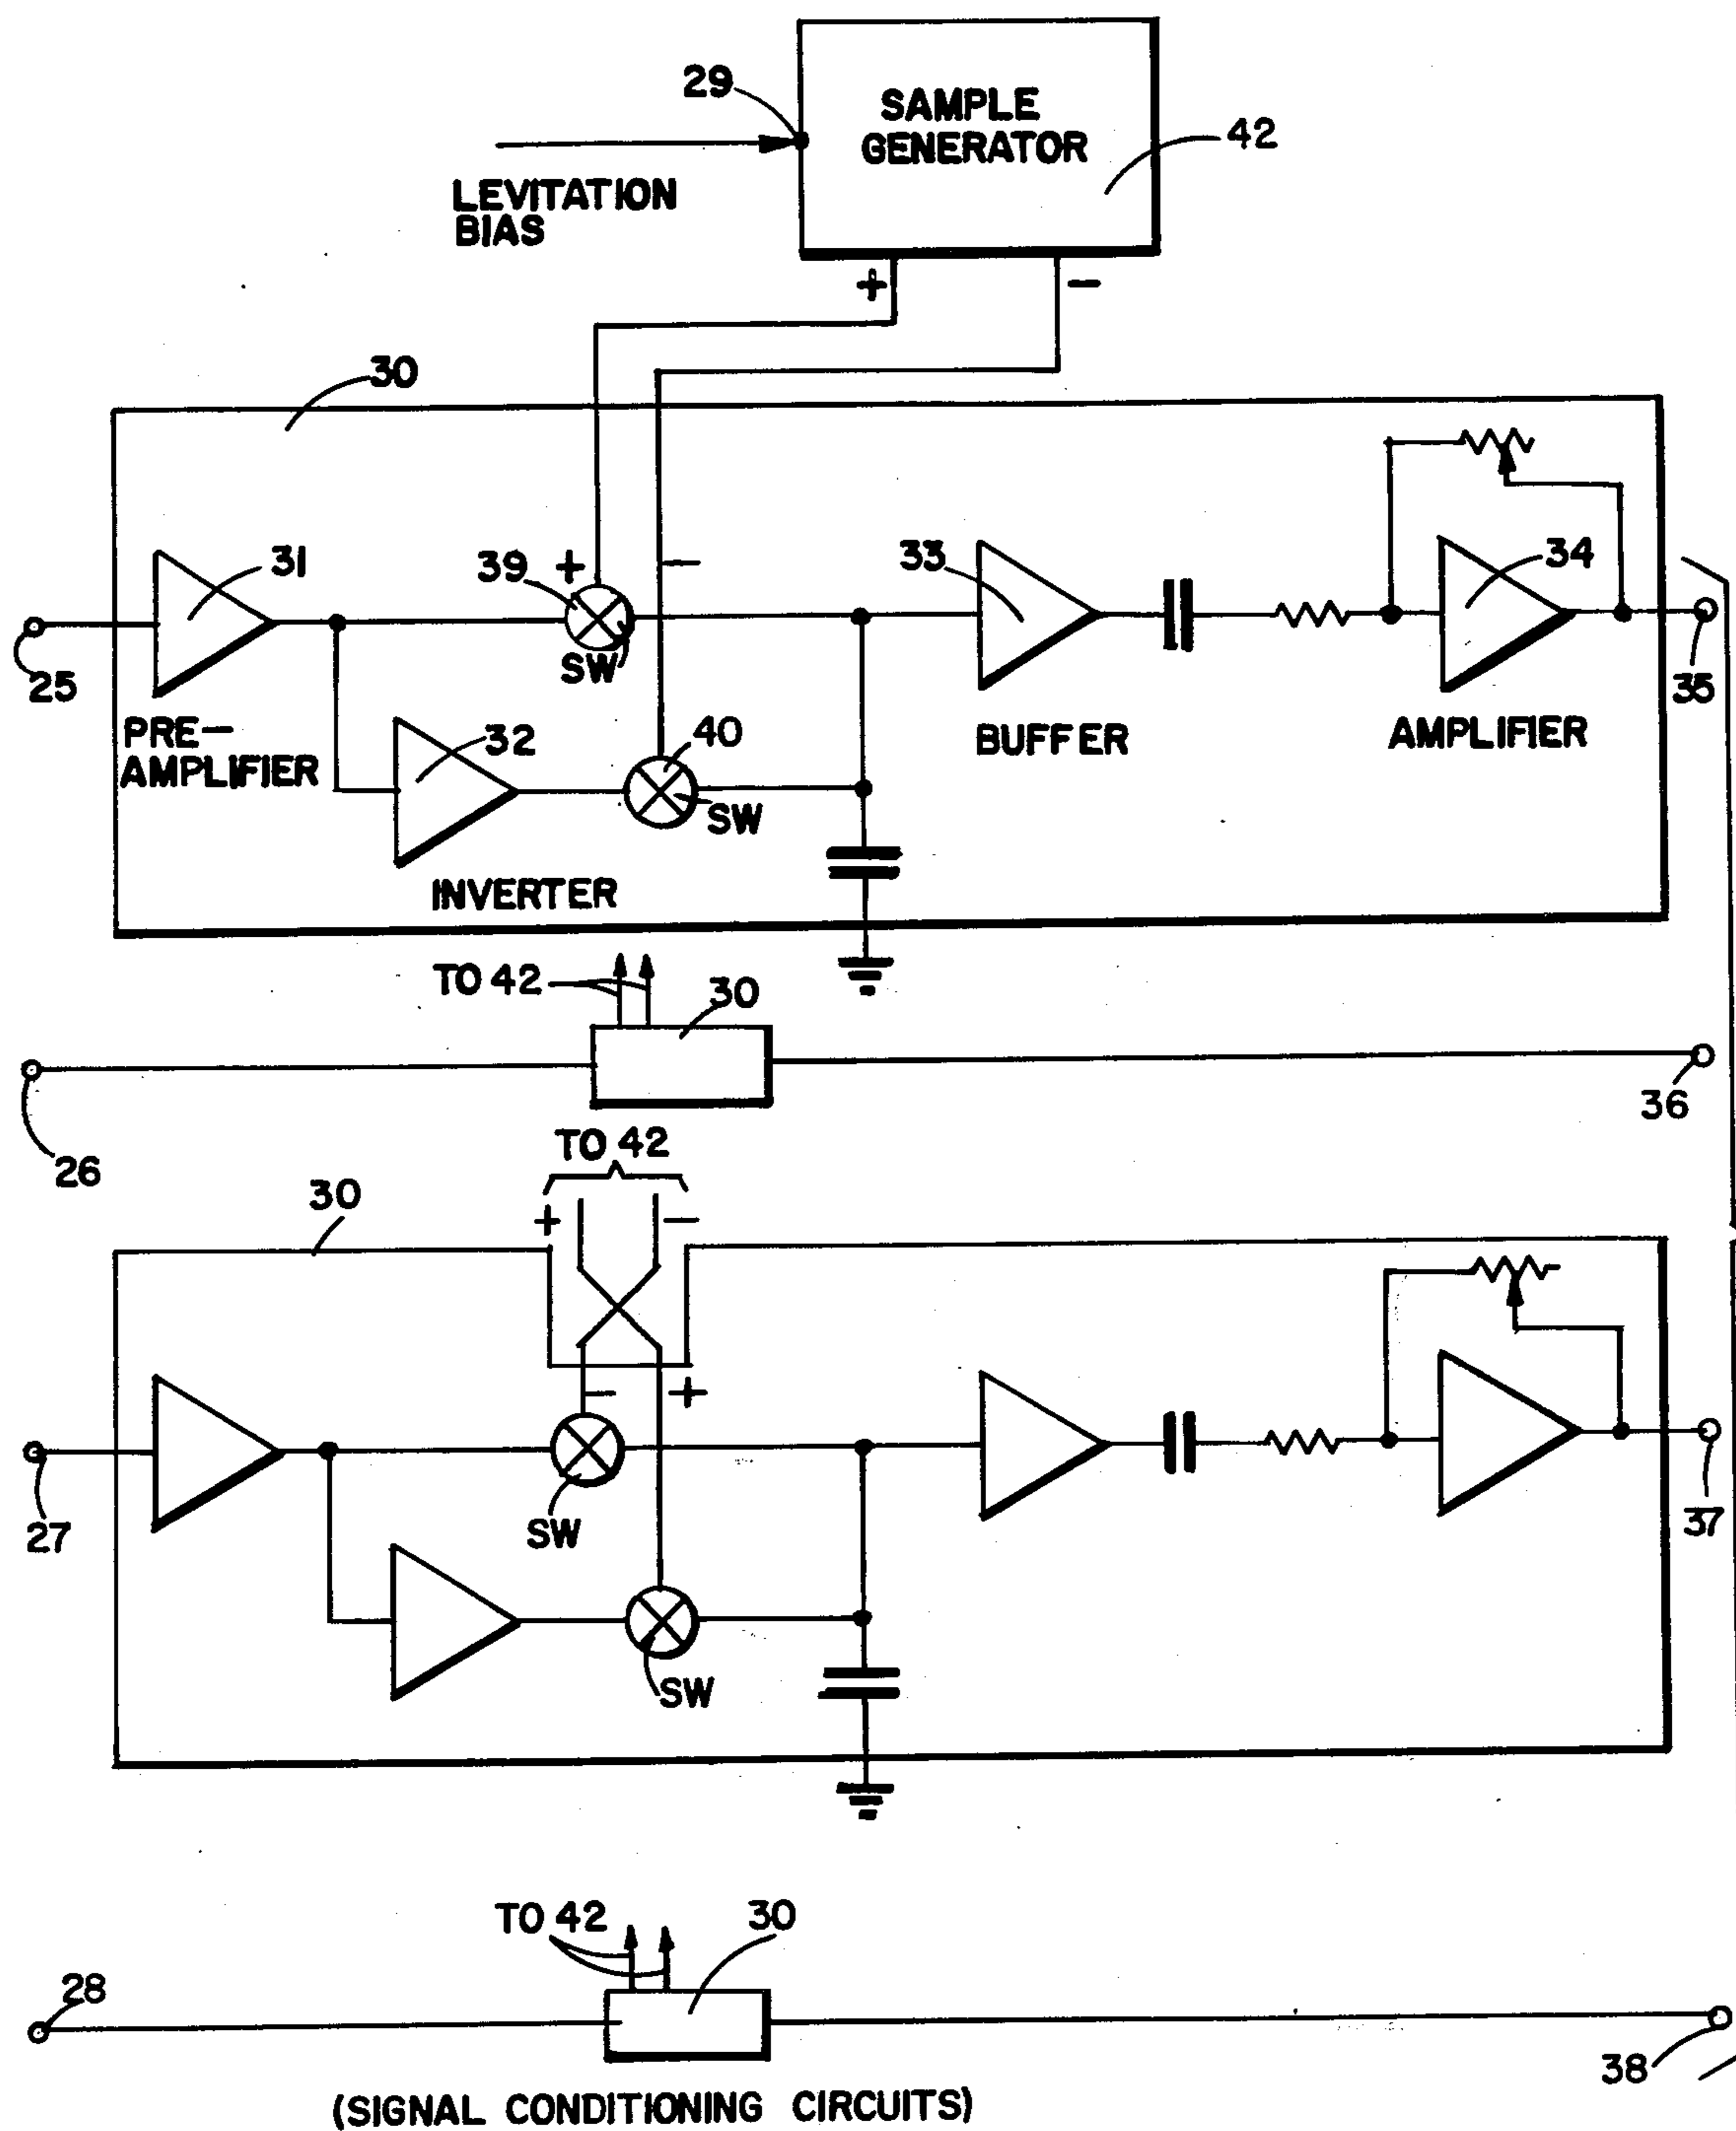 29
SAMPLE
GENERATOR
42
LEVITATION
BIAS
+
−
30
31
39
+
−
33
34
SW
25
35
PRE-
AMPLIFIER
32
40
SW
BUFFER
AMPLIFIER
INVERTER
TO 42
30
26
36
TO 42
30
+
−
−
+
27
SW
37
SW
28
TO 42
30
38
(SIGNAL CONDITIONING CIRCUITS)